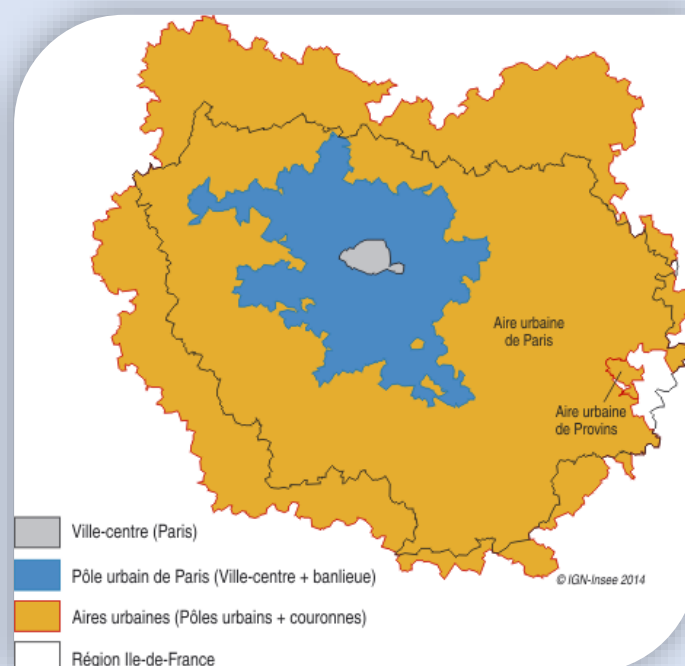 Aire urbaine
de Paris
Aire urbaine
de Provins
Ville-centre (Paris)
Pôle urbain de Paris (Ville-centre + banlieue)
© IGN-Insee 2014
Aires urbaines (Pôles urbains + couronnes)
Région Ile-de-France